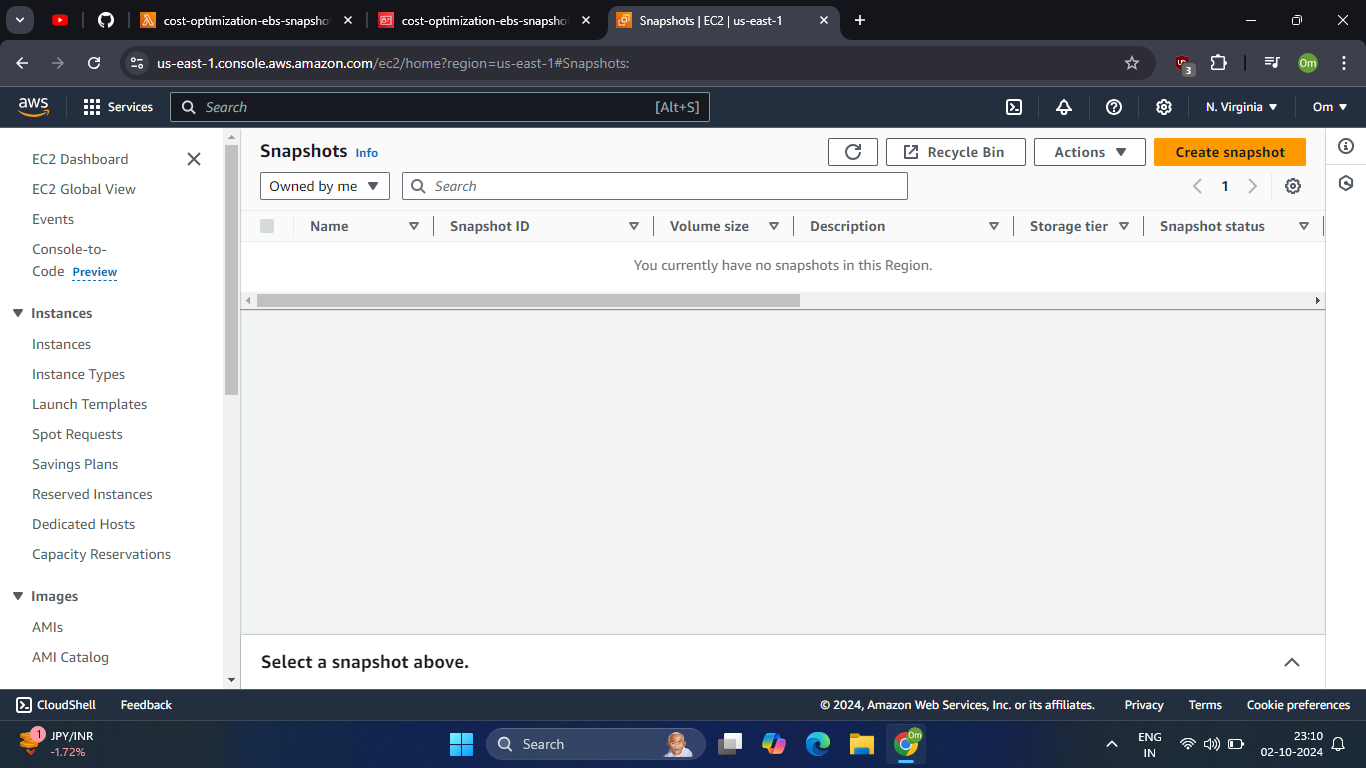 cost-optimization-ebs-snapsho
cost-optimization-ebs-snapsho
Snapshots | EC2 | us-east-1
us-east-1.console.aws.amazon.com/ec2/home?region=us-east-1#Snapshots:
3
Om
aws
Services
Search
[Alt+S]
N. Virginia
Om
EC2 Dashboard
EC2 Global View
Events
Console-to-
Code Preview
Instances
Instances
Instance Types
Launch Templates
Spot Requests
Savings Plans
Reserved Instances
Dedicated Hosts
Capacity Reservations
Images
AMIs
AMI Catalog
Snapshots Info
Recycle Bin
Actions
Create snapshot
Owned by me
Search
1
Name
Snapshot ID
Volume size
Description
Storage tier
Snapshot status
You currently have no snapshots in this Region.
Select a snapshot above.
CloudShell
Feedback
© 2024, Amazon Web Services, Inc. or its affiliates.
Privacy
Terms
Cookie preferences
1
JPY/INR
-1.72%
Search
Om
ENG
IN
23:10
02-10-2024